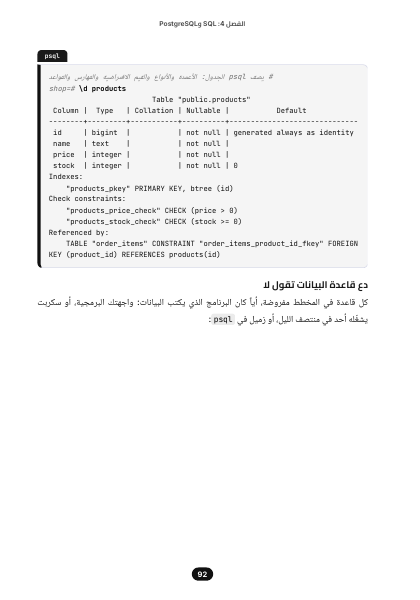 الفصل 4: SQL وPostgreSQL
psql
# يصف psql الجدول: الأعمدة والأنواع والقيم الافتراضية والفهارس والقواعد
shop=# \d products
Table "public.products"
Column | Type | Collation | Nullable | Default
--------+---------+-----------+----------+------------------------------
id | bigint | | not null | generated always as identity
name | text | | not null |
price | integer | | not null |
stock | integer | | not null | 0
Indexes:
"products_pkey" PRIMARY KEY, btree (id)
Check constraints:
"products_price_check" CHECK (price > 0)
"products_stock_check" CHECK (stock >= 0)
Referenced by:
TABLE "order_items" CONSTRAINT "order_items_product_id_fkey" FOREIGN
KEY (product_id) REFERENCES products(id)
دع قاعدة البيانات تقول لا
كل قاعدة في المخطط مفروضة، أياً كان البرنامج الذي يكتب البيانات: واجهتك البرمجية، أو سكربت
يشغّله أحد في منتصف الليل، أو زميل في psql:
92